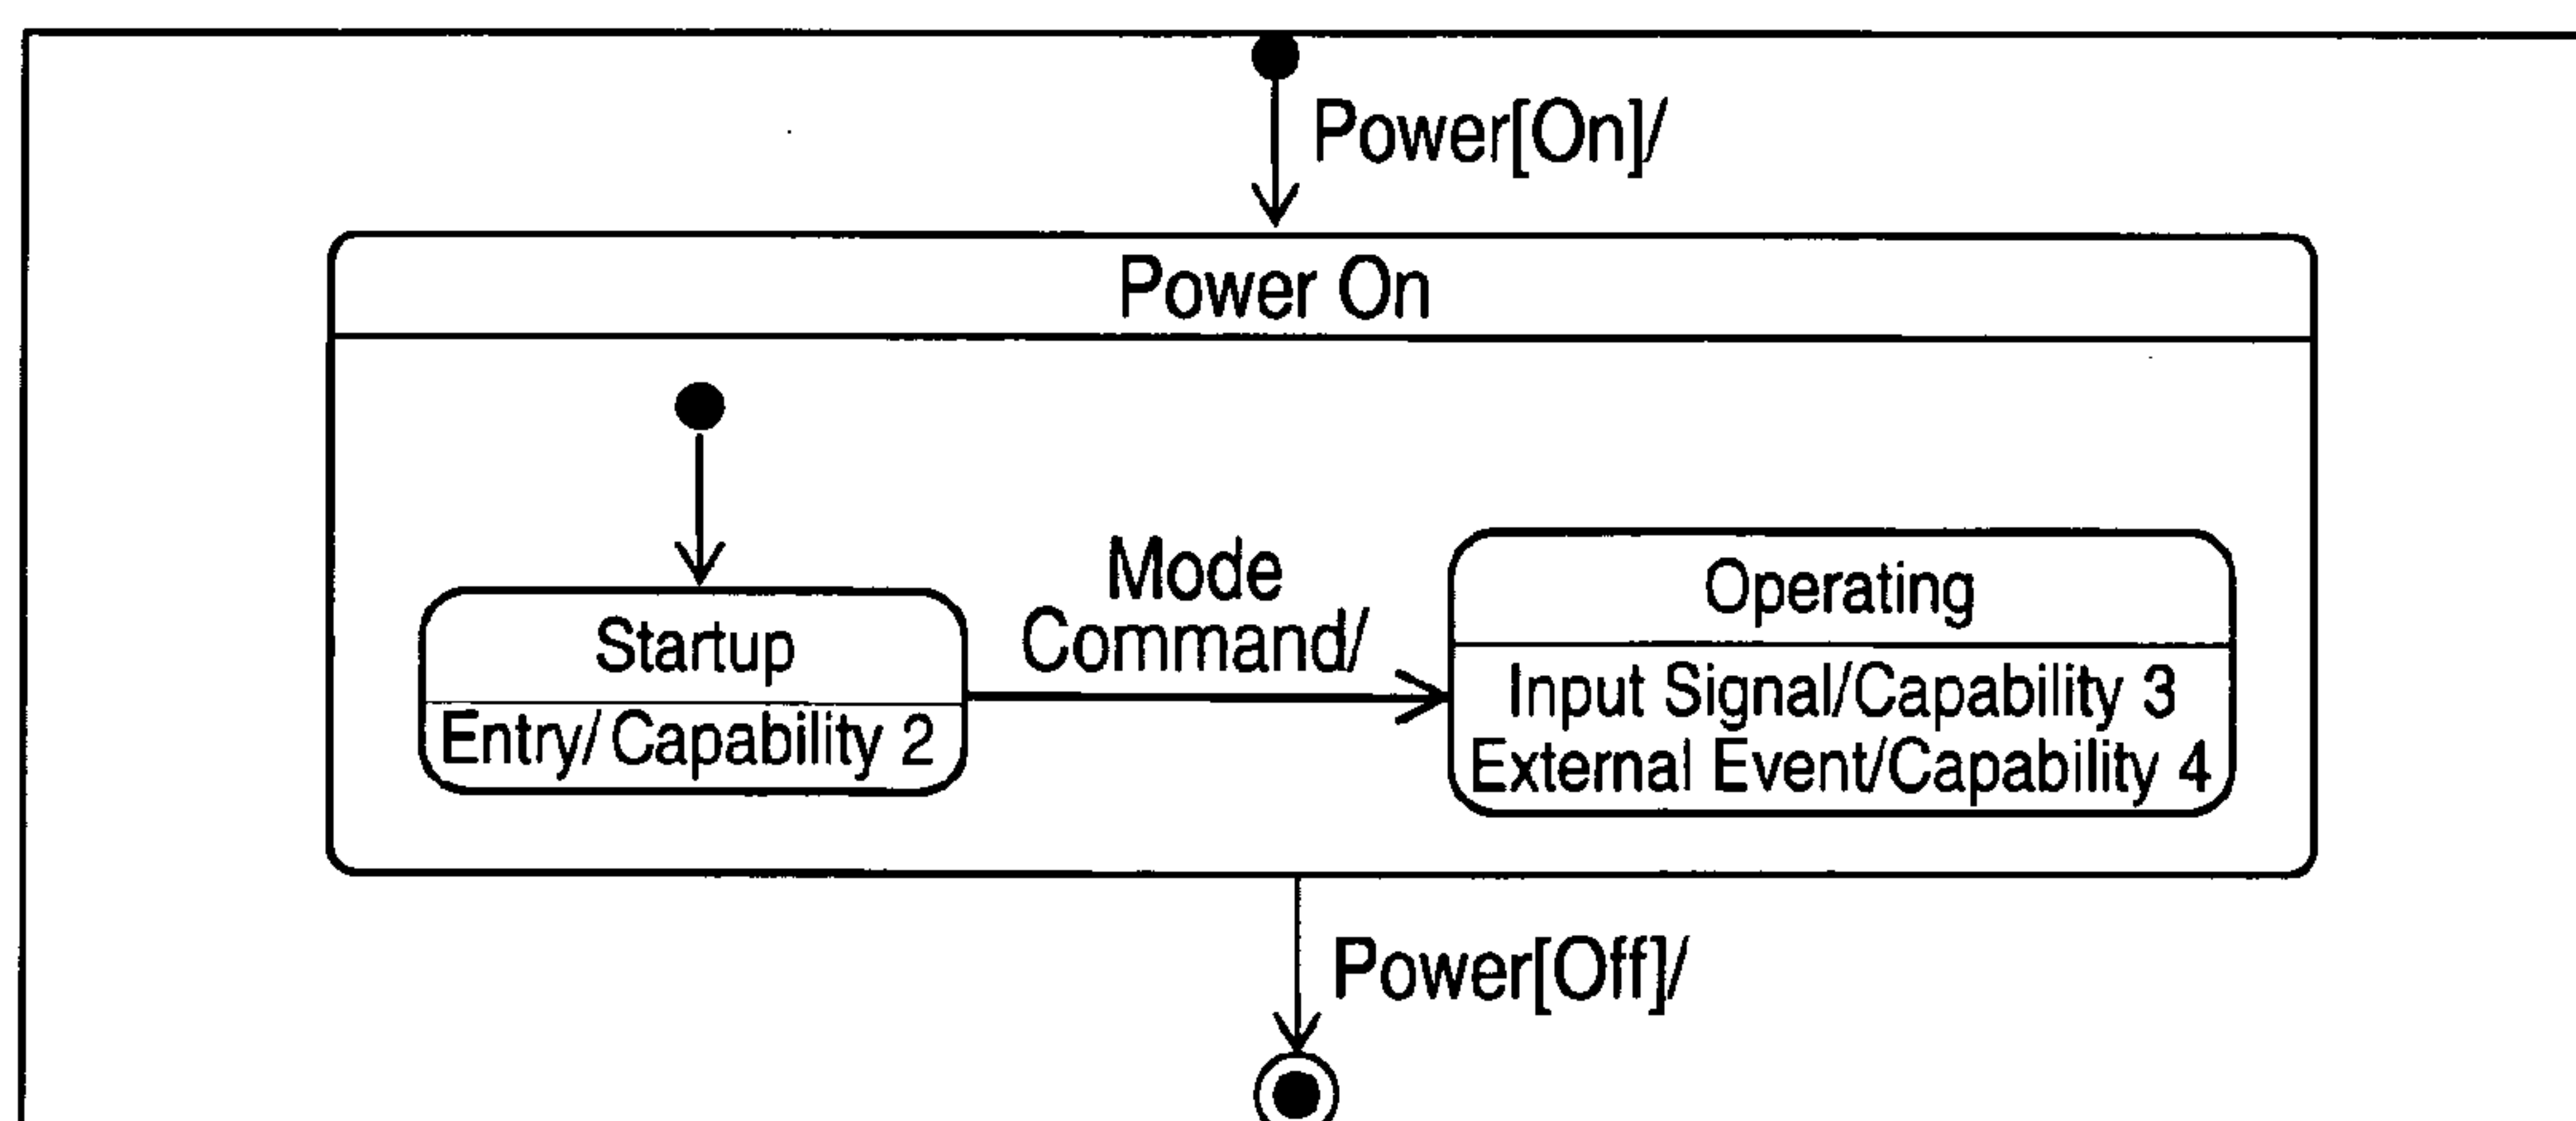 Power[On]/
Power On
Mode
Command/
Startup
Entry/Capability 2
Operating
Input Signal/Capability 3
External Event/Capability 4
Power[Off]/